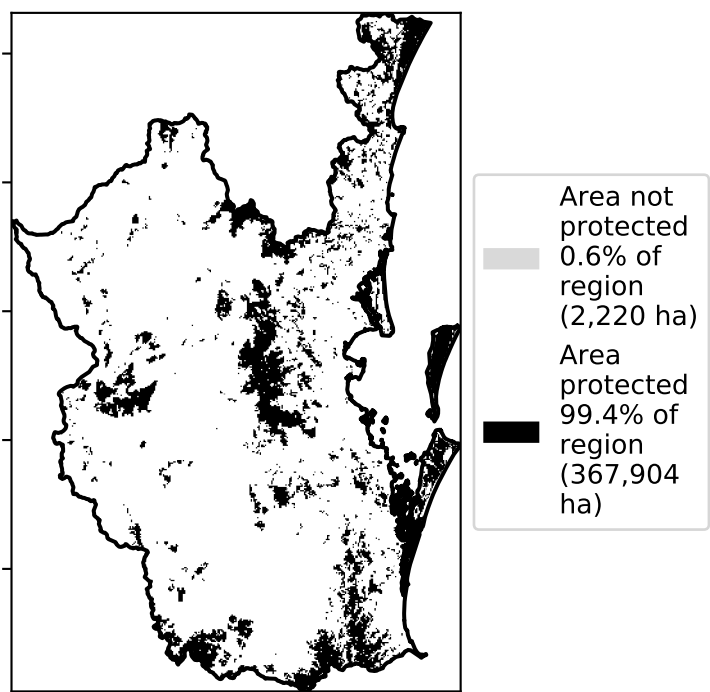 Area not
protected
0.6% of
region
(2,220 ha)
Area
protected
99.4% of
region
(367,904
ha)